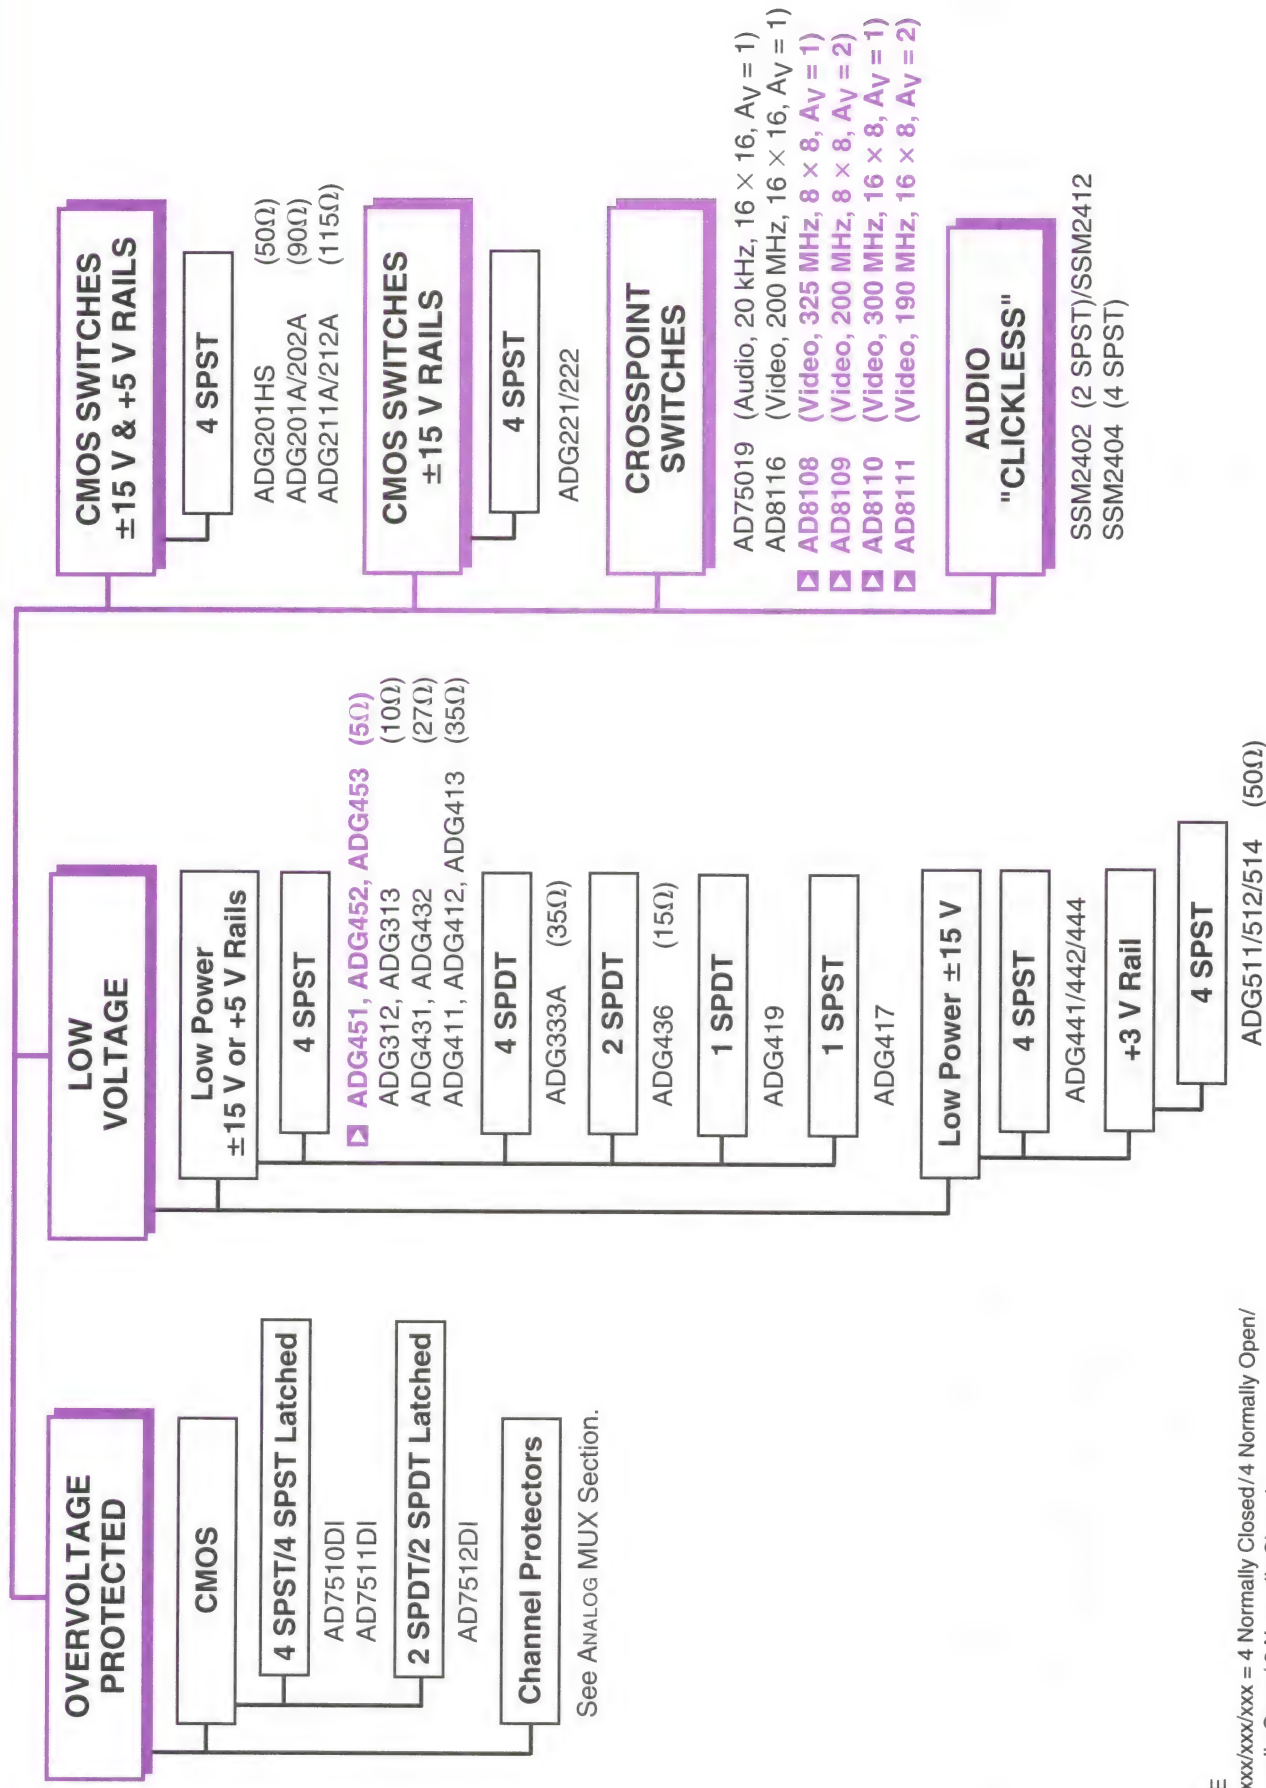 OVERVOLTAGE
PROTECTED
CMOS
4 SPST/4 SPST Latched
AD7510DI
AD7511DI
2 SPDT/2 SPDT Latched
AD7512DI
Channel Protectors
See ANALOG MUX Section.
LOW
VOLTAGE
Low Power
±15 V or +5 V Rails
4 SPST
ADG451, ADG452, ADG453 (5Ω)
ADG312, ADG313 (10Ω)
ADG431, ADG432 (27Ω)
ADG411, ADG412, ADG413 (35Ω)
4 SPDT
ADG333A (35Ω)
2 SPDT
ADG436 (15Ω)
1 SPDT
ADG419
1 SPST
ADG417
Low Power ±15 V
4 SPST
ADG441/442/444
+3 V Rail
4 SPST
ADG511/512/514 (50Ω)
CMOS SWITCHES
±15 V & +5 V RAILS
4 SPST
ADG201HS (50Ω)
ADG201A/202A (90Ω)
ADG211A/212A (115Ω)
CMOS SWITCHES
±15 V RAILS
4 SPST
ADG221/222
CROSSPOINT
SWITCHES
AD75019 (Audio, 20 kHz, 16 × 16, Av = 1)
AD8116 (Video, 200 MHz, 16 × 16, Av = 1)
AD8108 (Video, 325 MHz, 8 × 8, Av = 1)
AD8109 (Video, 200 MHz, 8 × 8, Av = 2)
AD8110 (Video, 300 MHz, 16 × 8, Av = 1)
AD8111 (Video, 190 MHz, 16 × 8, Av = 2)
AUDIO
"CLICKLESS"
SSM2402 (2 SPST)/SSM2412
SSM2404 (4 SPST)
xxx/xxx/xxx = 4 Normally Closed/4 Normally Open/